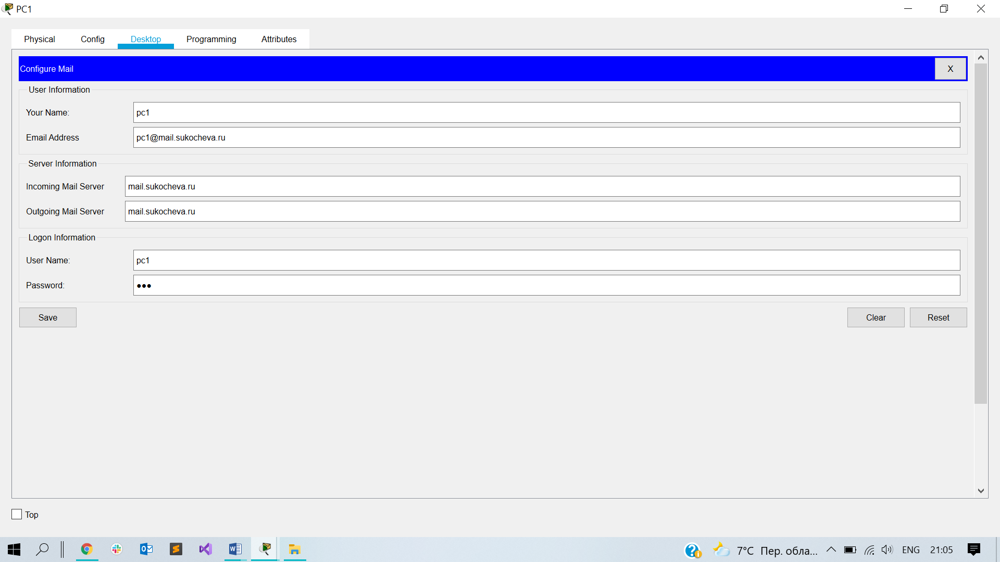 PC1
Physical Config Desktop Programming Attributes
Configure Mail X
User Information
Your Name: pc1
Email Address pc1@mail.sukocheva.ru
Server Information
Incoming Mail Server mail.sukocheva.ru
Outgoing Mail Server mail.sukocheva.ru
Logon Information
User Name: pc1
Password: ●●●
Save Clear Reset
Top
7°C Пер. обла... ENG 21:05